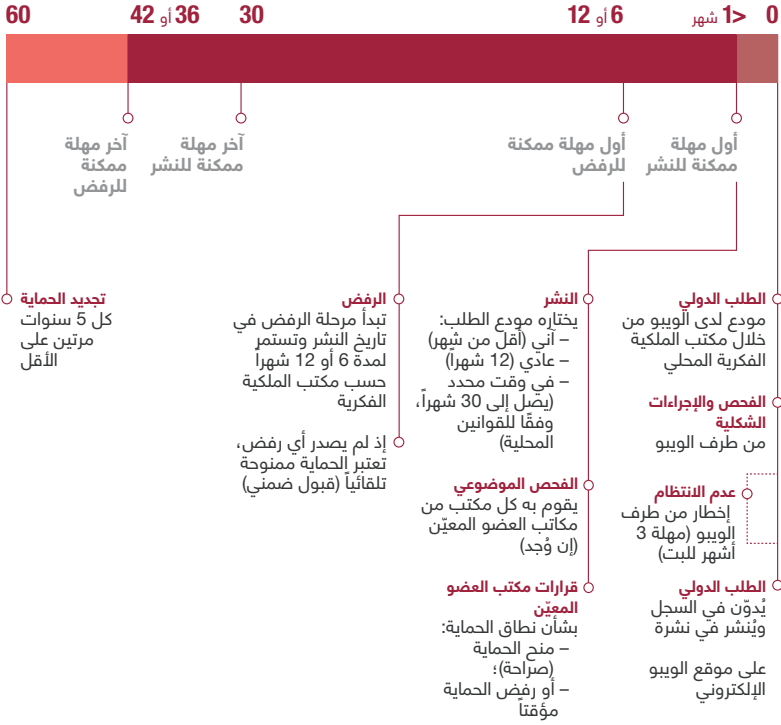 0
<1 شهر
6 أو 12
30
36 أو 42
60
أول مهلة
ممكنة للنشر
أول مهلة ممكنة
للرفض
آخر مهلة
ممكنة للنشر
آخر مهلة
ممكنة
للرفض
الطلب الدولي
مودع لدى الويبو من
خلال مكتب الملكية
الفكرية المحلي
الفحص والإجراءات
الشكلية
من طرف الويبو
عدم الانتظام
إخطار من طرف
الويبو (مهلة 3
أشهر للبت)
الطلب الدولي
يُدوّن في السجل
ويُنشر في نشرة
على موقع الويبو
الإلكتروني
النشر
يختاره مودع الطلب:
– آني (أقل من شهر)
– عادي (12 شهراً)
– في وقت محدد
(يصل إلى 30 شهراً،
وفقًا للقوانين
المحلية)
الفحص الموضوعي
يقوم به كل مكتب من
مكاتب العضو المعيّن
(إن وُجد)
قرارات مكتب العضو
المعيّن
بشأن نطاق الحماية:
– منح الحماية
(صراحة)؛
– أو رفض الحماية
مؤقتاً
الرفض
تبدأ مرحلة الرفض في
تاريخ النشر وتستمر
لمدة 6 أو 12 شهراً
حسب مكتب الملكية
الفكرية
إذ لم يصدر أي رفض،
تعتبر الحماية ممنوحة
تلقائياً (قبول ضمني)
تجديد الحماية
كل 5 سنوات
مرتين على
الأقل